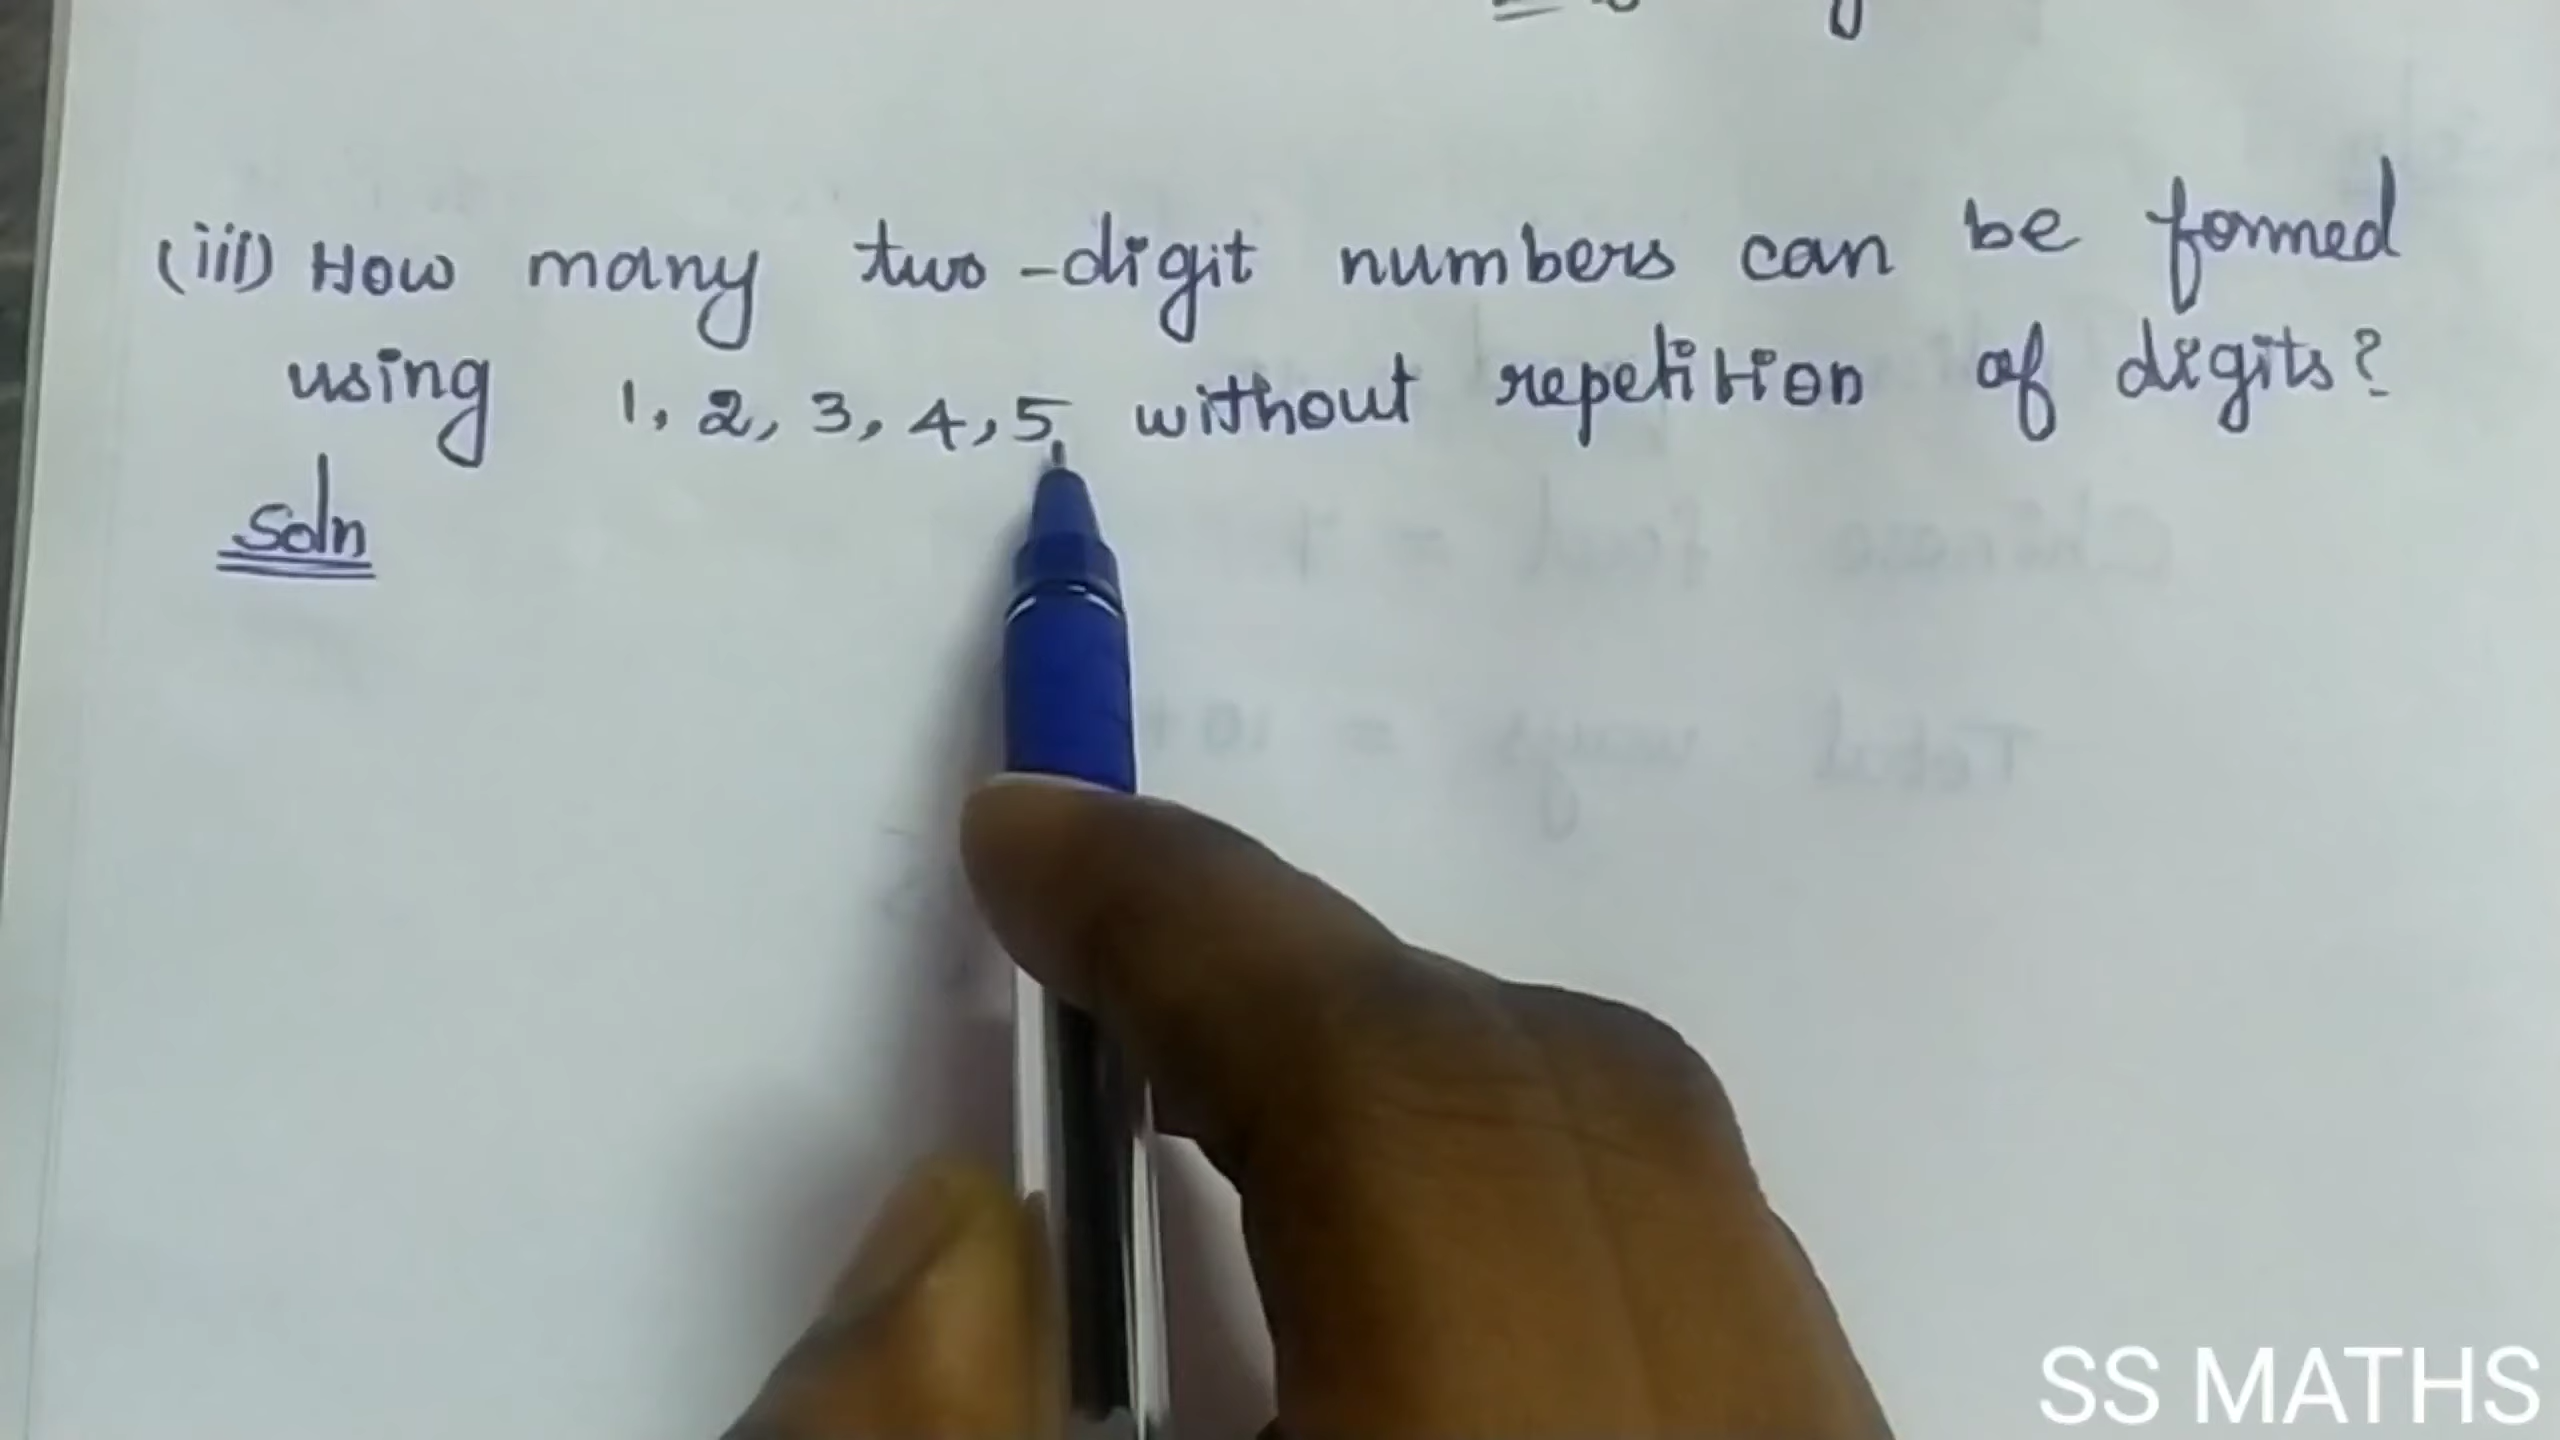 (iii) How many two-digit numbers can be formed
using 1, 2, 3, 4, 5 without repetition of digits?
Soln
SS MATHS